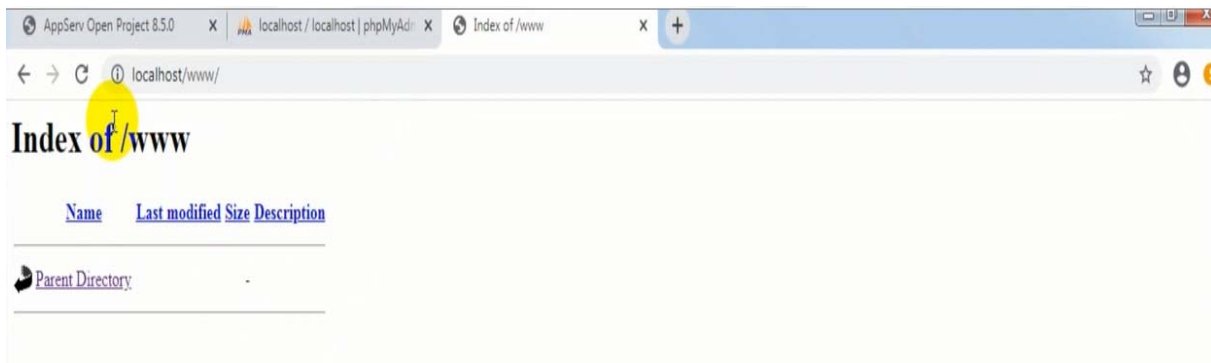 AppServ Open Project 8.5.0 localhost / localhost | phpMyAdn Index of /www
localhost/www/
Index of /www
Name Last modified Size Description
Parent Directory -